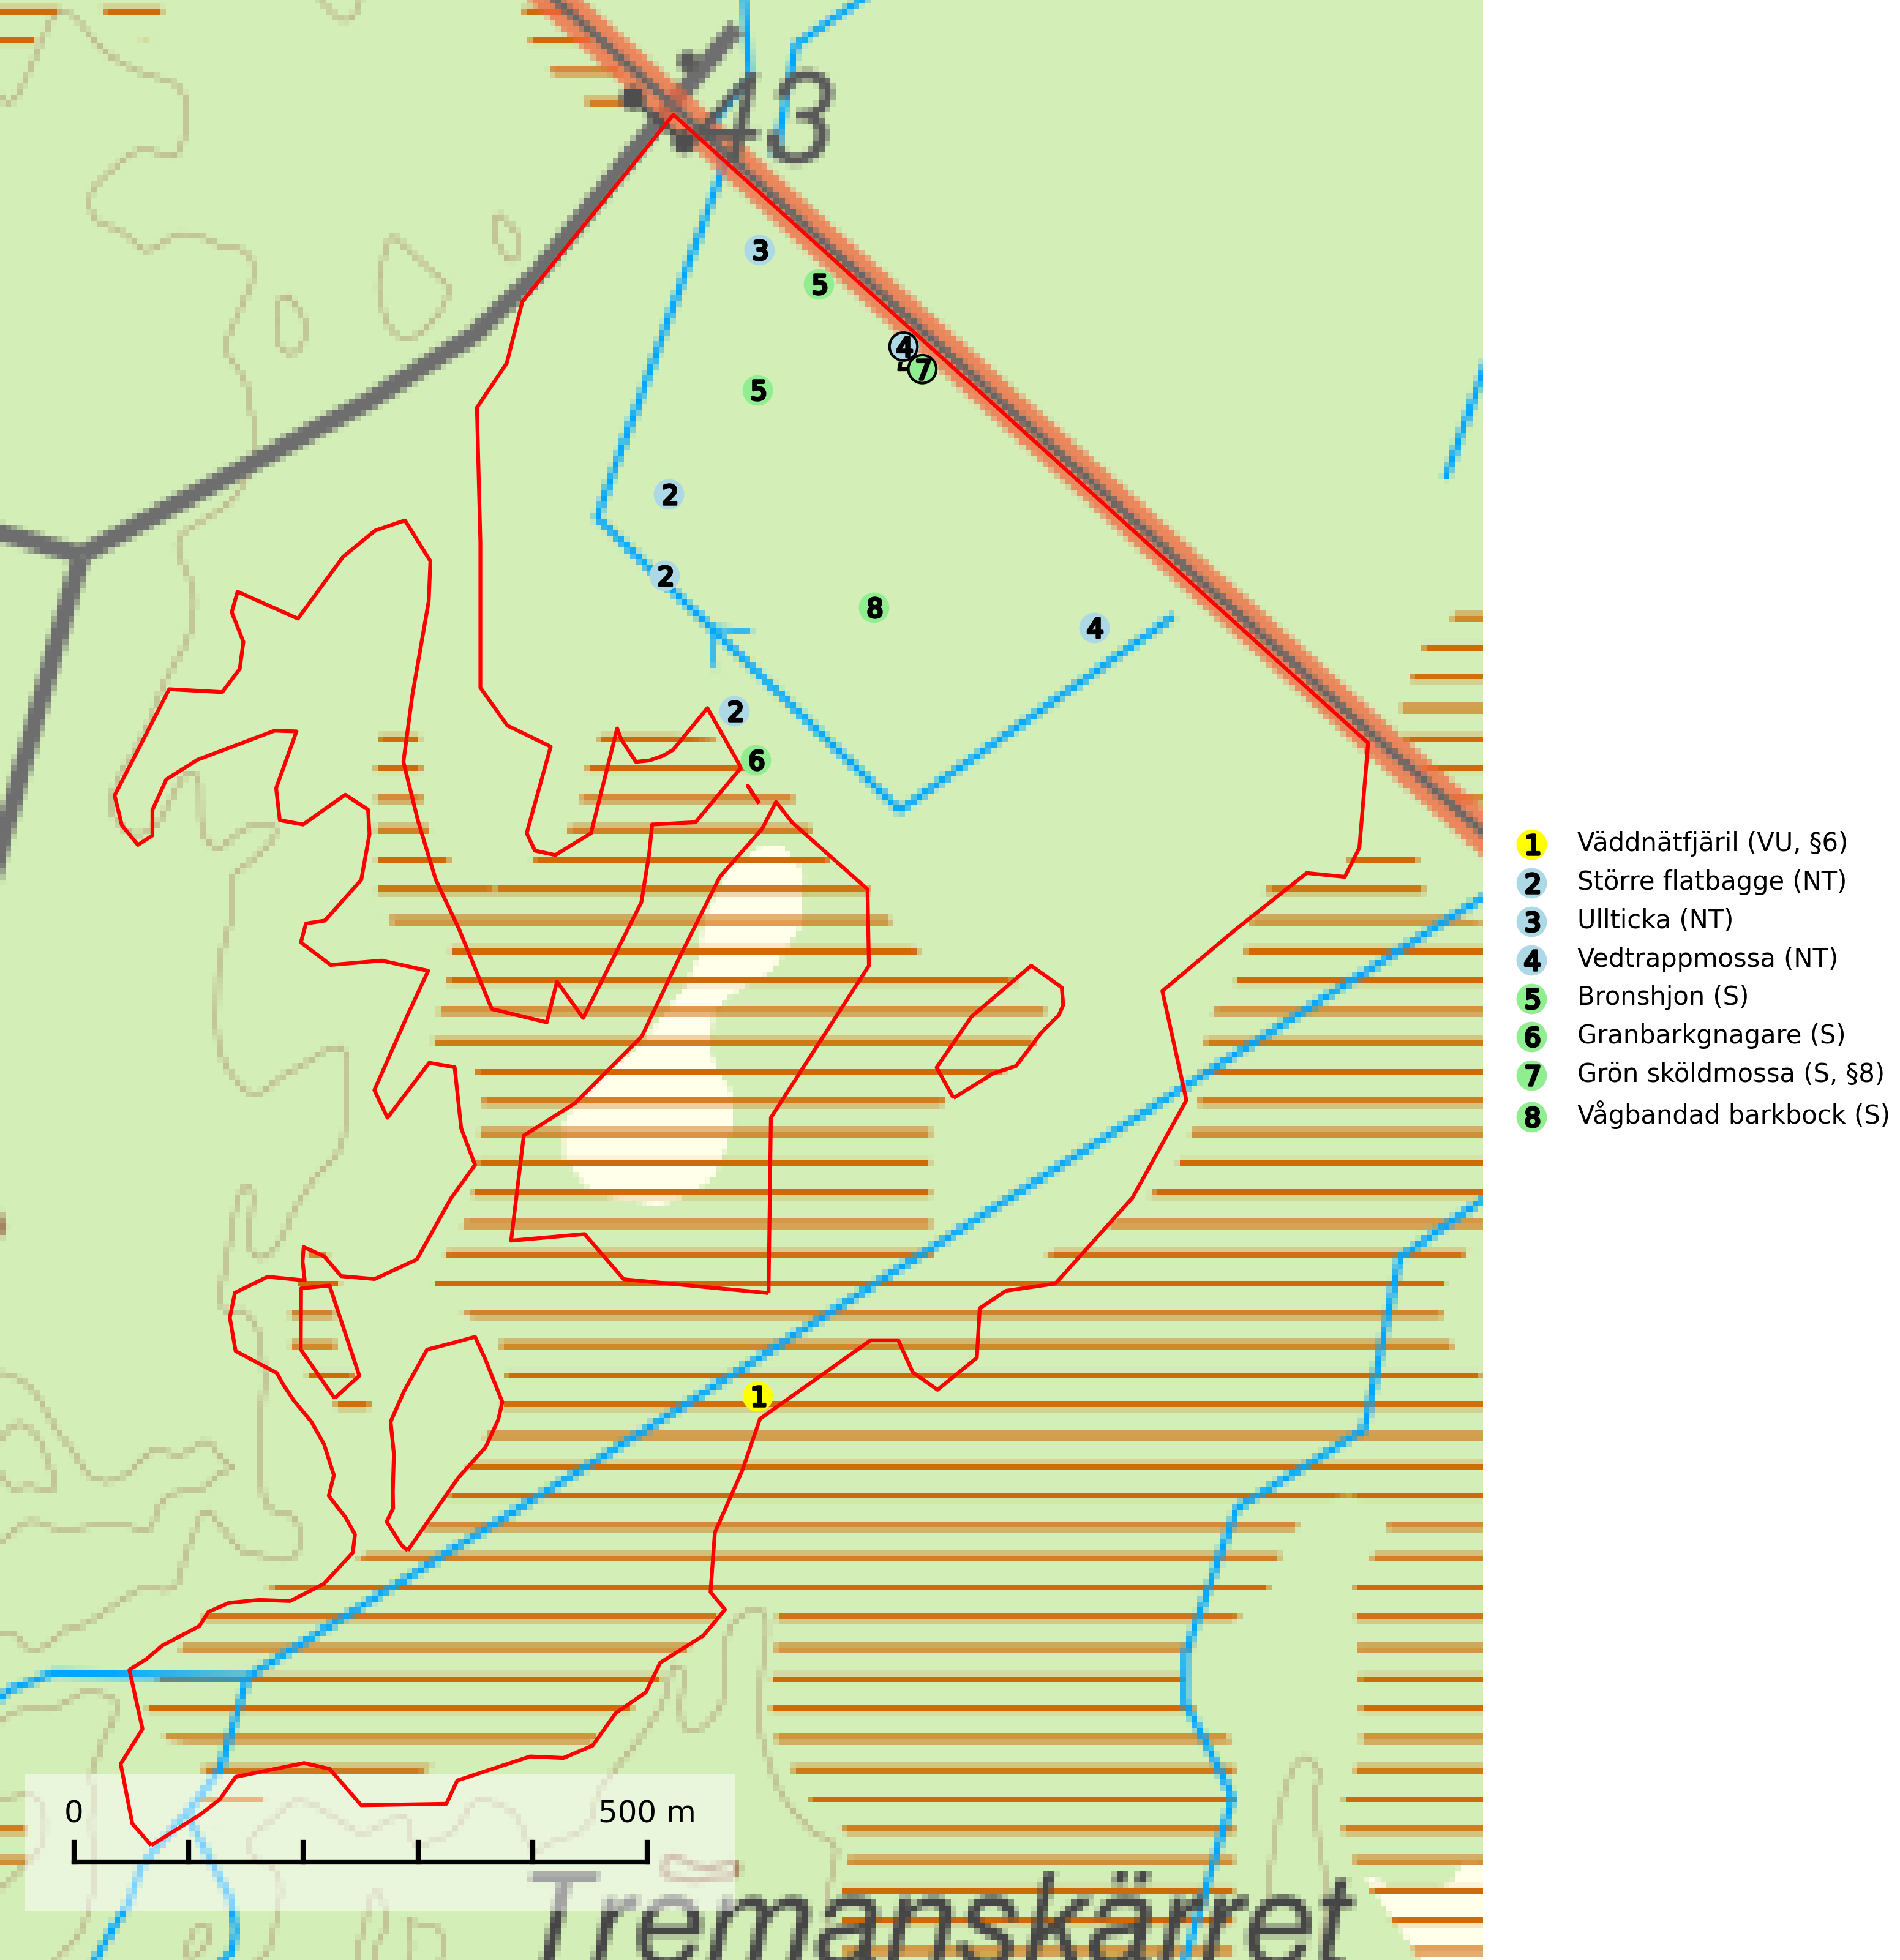 43
3
5
4
7
5
2
2
8
4
2
6
1
1 Väddnätfjäril (VU, §6)
2 Större flatbagge (NT)
3 Ullticka (NT)
4 Vedtrappmossa (NT)
5 Bronshjon (S)
6 Granbarkgnagare (S)
7 Grön sköldmossa (S, §8)
8 Vågbandad barkbock (S)
0 500 m
Tremanskärret